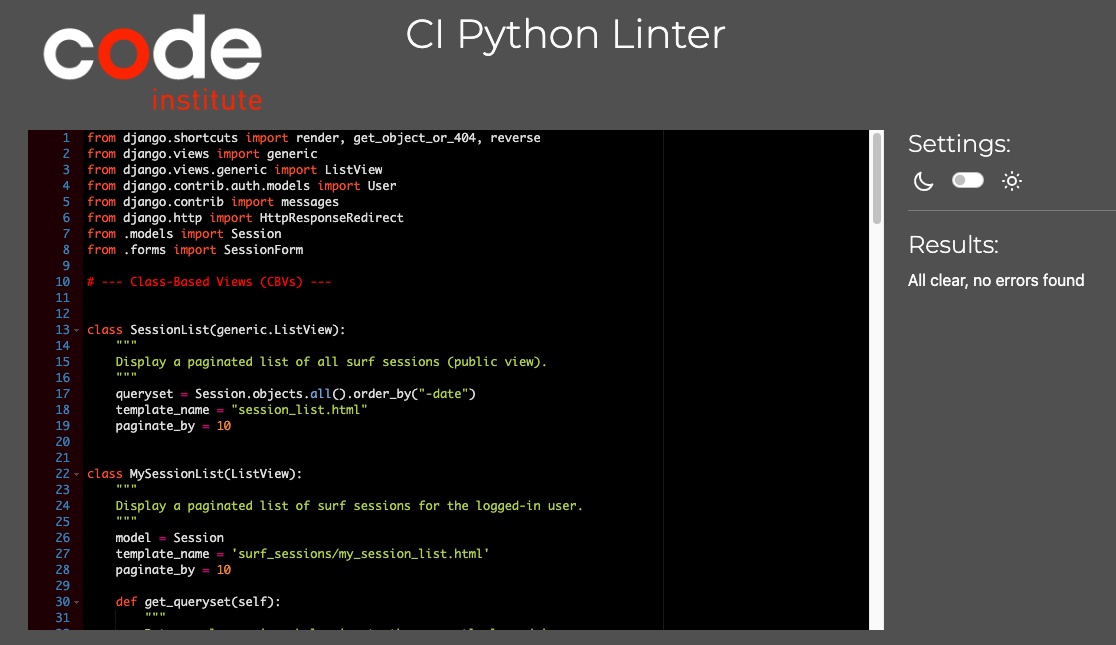 code
institute
CI Python Linter
1 from django.shortcuts import render, get_object_or_404, reverse
2 from django.views import generic
3 from django.views.generic import ListView
4 from django.contrib.auth.models import User
5 from django.contrib import messages
6 from django.http import HttpResponseRedirect
7 from .models import Session
8 from .forms import SessionForm
9
10 # --- Class-Based Views (CBVs) ---
11
12
13 class SessionList(generic.ListView):
14     """
15     Display a paginated list of all surf sessions (public view).
16     """
17     queryset = Session.objects.all().order_by("-date")
18     template_name = "session_list.html"
19     paginate_by = 10
20
21
22 class MySessionList(ListView):
23     """
24     Display a paginated list of surf sessions for the logged-in user.
25     """
26     model = Session
27     template_name = 'surf_sessions/my_session_list.html'
28     paginate_by = 10
29
30     def get_queryset(self):
31         """
Settings:
Results:
All clear, no errors found